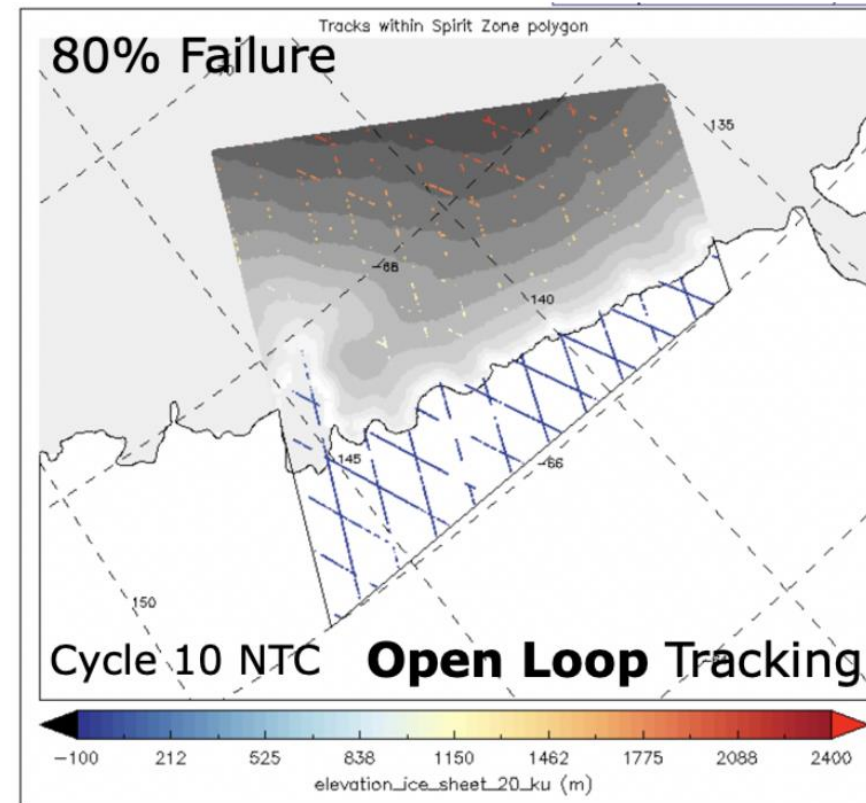 Tracks within Spirit Zone polygon
80% Failure
135
-68
140
145
-66
150
Cycle 10 NTC Open Loop Tracking
-100 212 525 838 1150 1462 1775 2088 2400
elevation_ice_sheet_20_ku (m)